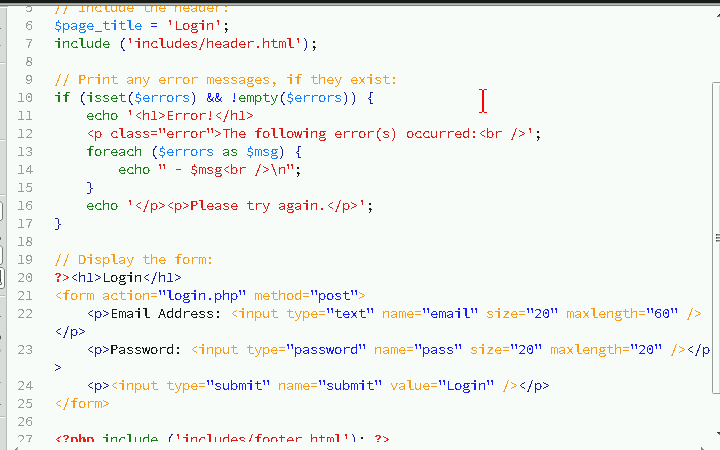 5 // Include the header:
6 $page_title = 'Login';
7 include ('includes/header.html');
8
9 // Print any error messages, if they exist:
10 if (isset($errors) && !empty($errors)) {
11 echo '<h1>Error!</h1>
12 <p class="error">The following error(s) occurred:<br />';
13 foreach ($errors as $msg) {
14 echo " - $msg<br />\n";
15 }
16 echo '</p><p>Please try again.</p>';
17 }
18
19 // Display the form:
20 ?><h1>Login</h1>
21 <form action="login.php" method="post">
22 <p>Email Address: <input type="text" name="email" size="20" maxlength="60" />
</p>
23 <p>Password: <input type="password" name="pass" size="20" maxlength="20" /></p
>
24 <p><input type="submit" name="submit" value="Login" /></p>
25 </form>
26
27 <?php include ('includes/footer.html'); ?>